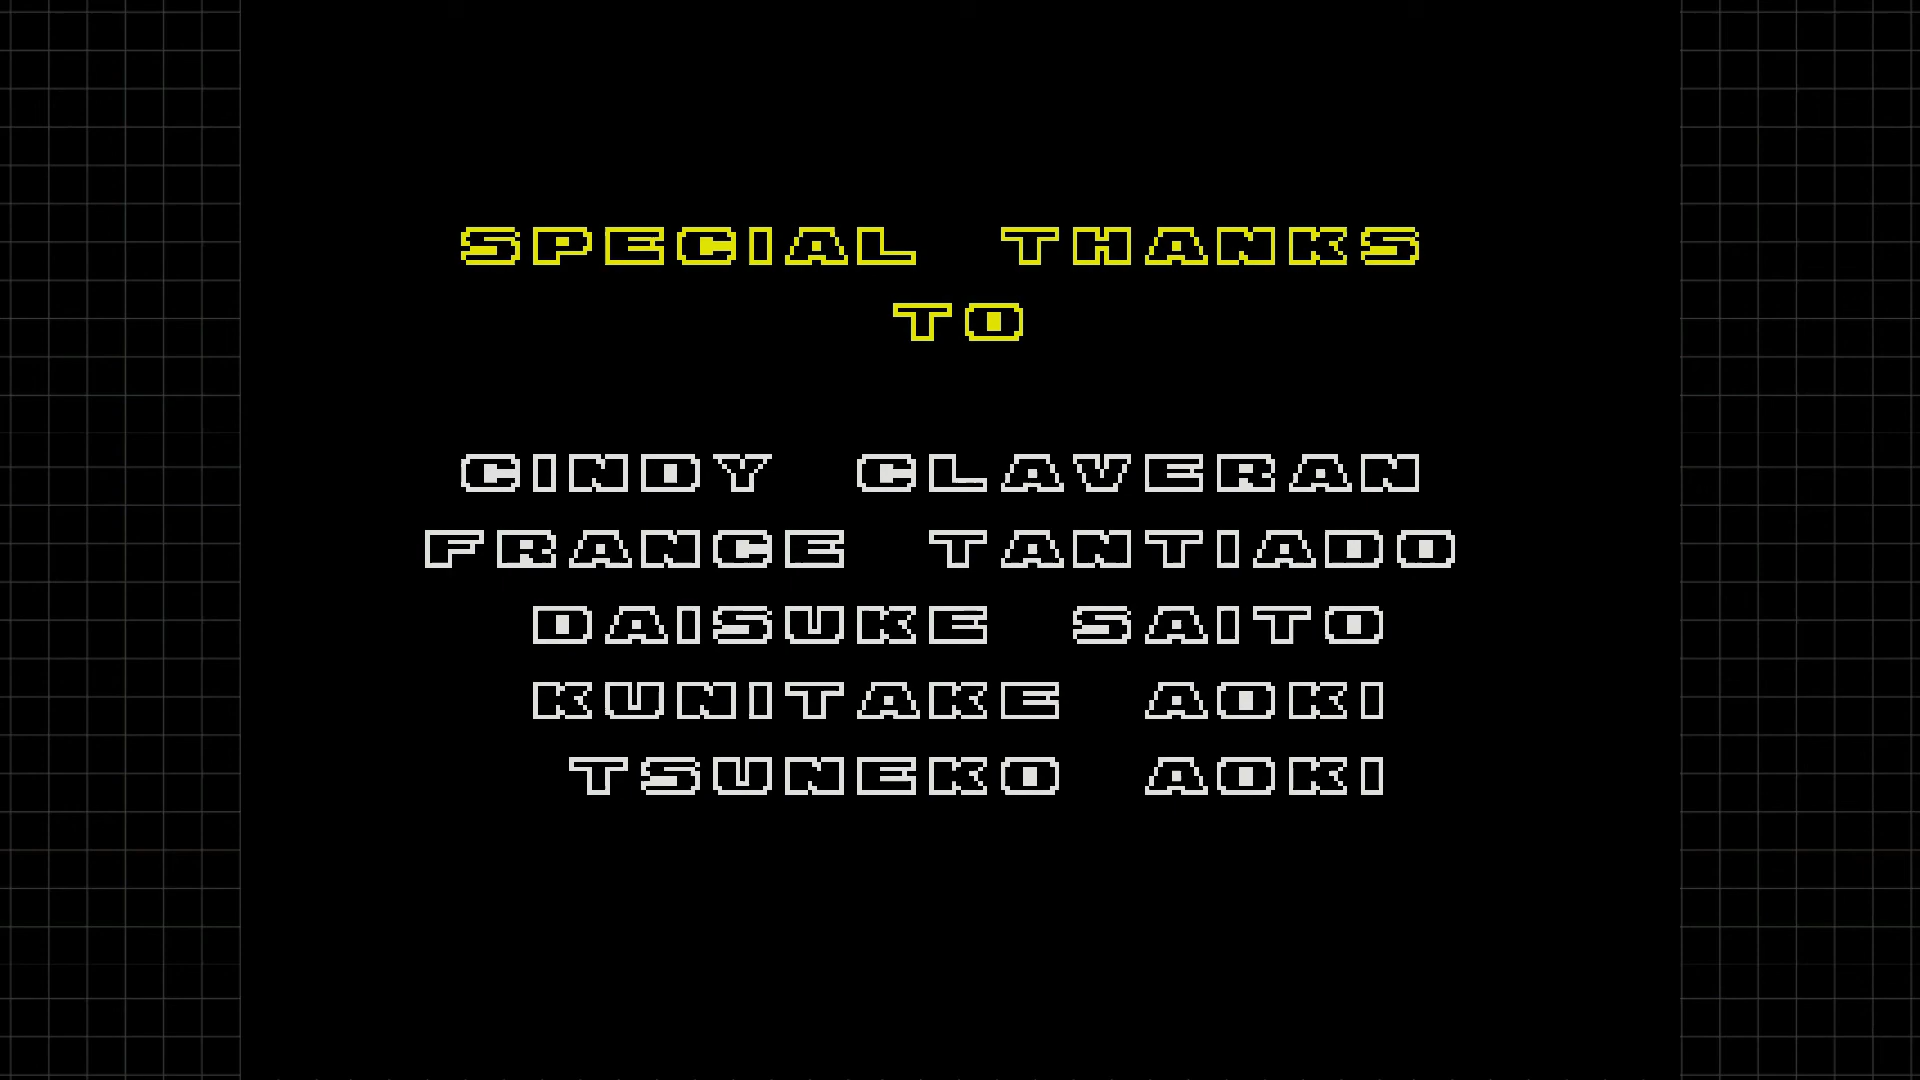 SPECIAL THANKS
TO
CINDY CLAVERAN
FRANCE TANTIADO
DAISUKE SAITO
KUNITAKE AOKI
TSUNEKO AOKI